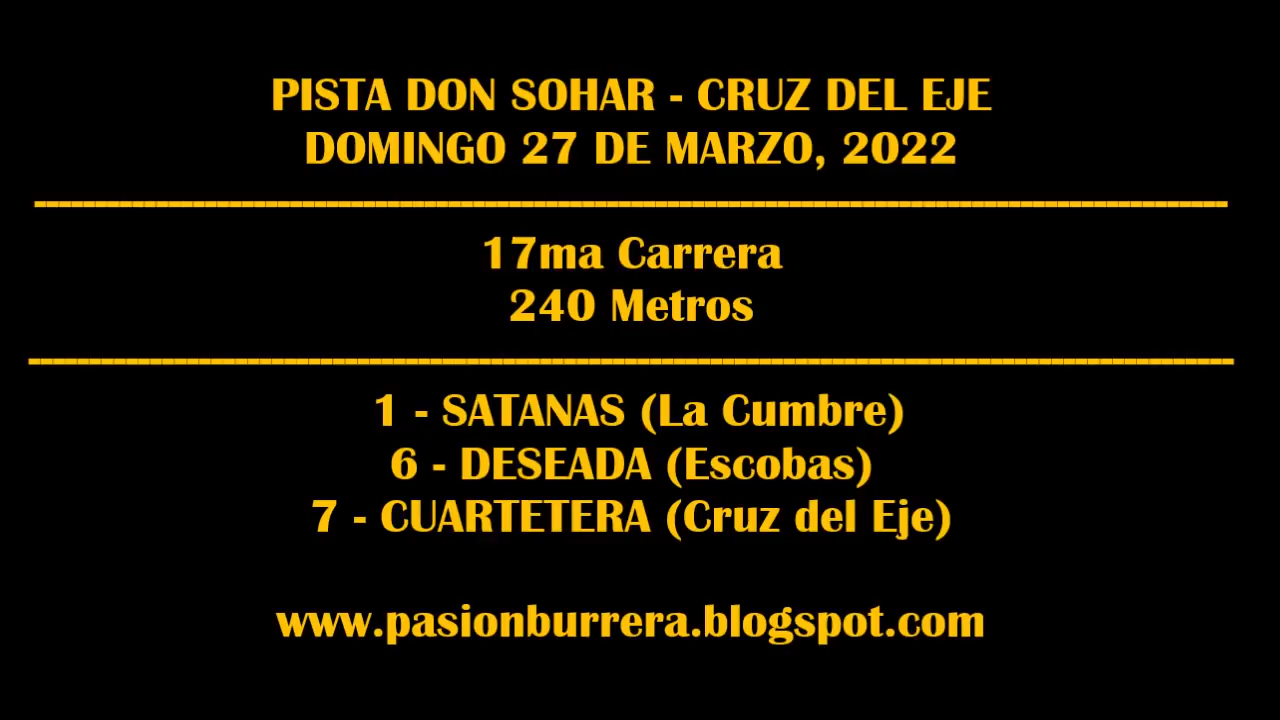 PISTA DON SOHAR - CRUZ DEL EJE
DOMINGO 27 DE MARZO, 2022
17ma Carrera
240 Metros
1 - SATANAS (La Cumbre)
6 - DESEADA (Escobas)
7 - CUARTETERA (Cruz del Eje)
www.pasionburrera.blogspot.com